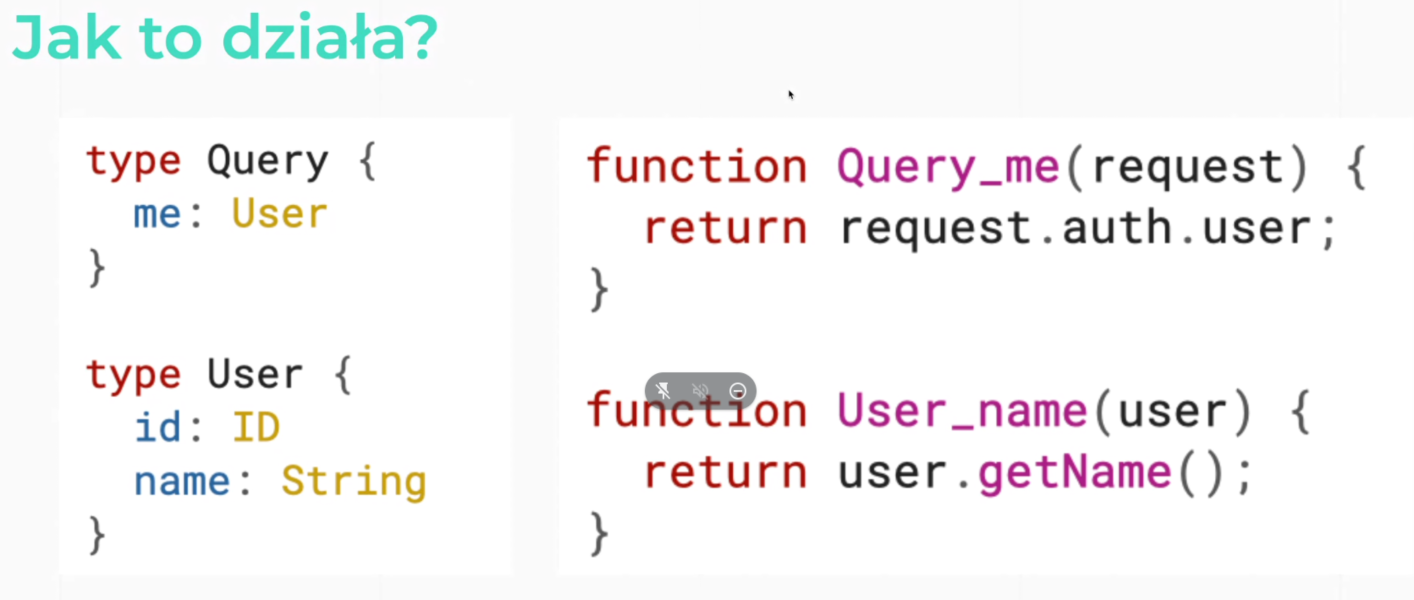 Jak to działa?
type Query {
  me: User
}
type User {
  id: ID
  name: String
}
function Query_me(request) {
  return request.auth.user;
}
function User_name(user) {
  return user.getName();
}